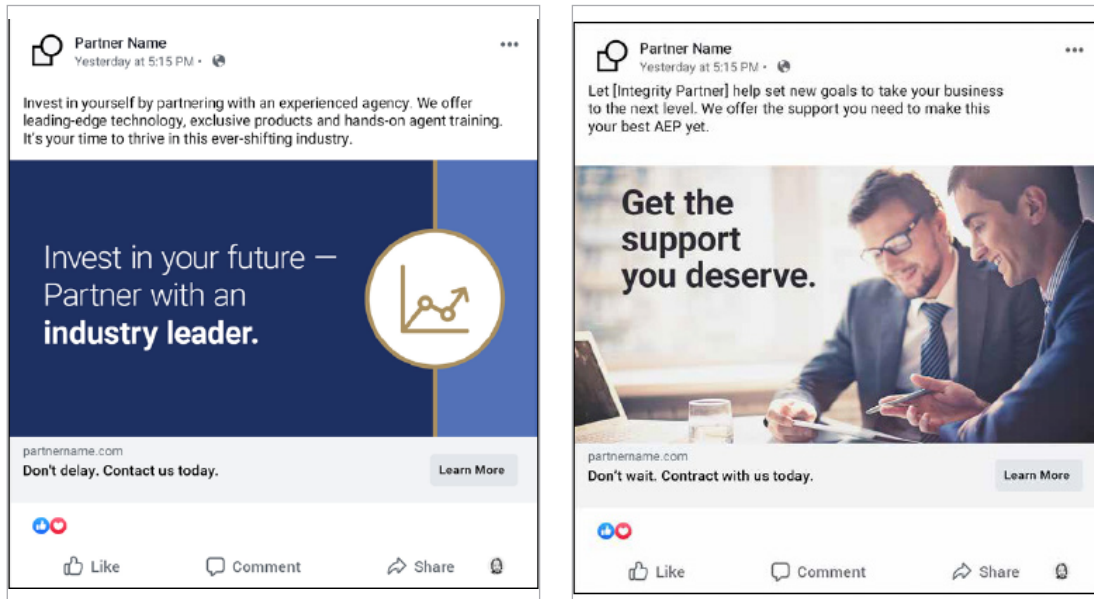 Partner Name
Yesterday at 5:15 PM ·
Invest in yourself by partnering with an experienced agency. We offer
leading-edge technology, exclusive products and hands-on agent training.
It's your time to thrive in this ever-shifting industry.
Invest in your future —
Partner with an
industry leader.
partnername.com
Don't delay. Contact us today.
Learn More
Like
Comment
Share
Partner Name
Yesterday at 5:15 PM ·
Let [Integrity Partner] help set new goals to take your business
to the next level. We offer the support you need to make this
your best AEP yet.
Get the
support
you deserve.
partnername.com
Don't wait. Contract with us today.
Learn More
Like
Comment
Share